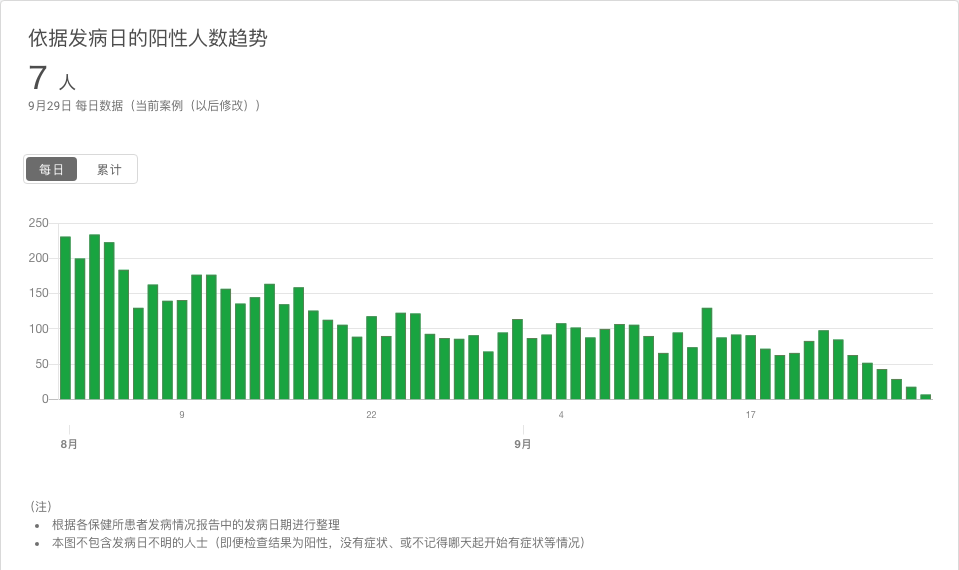 依据发病日的阳性人数趋势
7 人
9月29日 每日数据（当前案例（以后修改））
每日 累计
250
200
150
100
50
0
9 22 4 17
8月 9月
（注）
• 根据各保健所患者发病情况报告中的发病日期进行整理
• 本图不包含发病日不明的人士（即便检查结果为阳性，没有症状、或不记得哪天起开始有症状等情况）